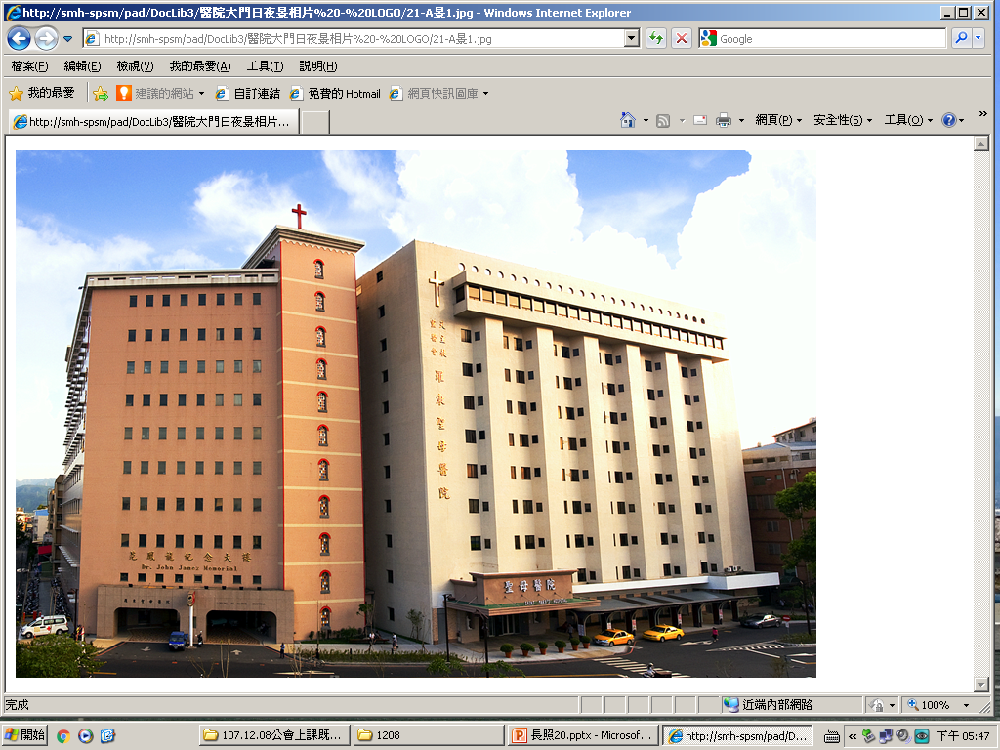 http://smh-spsm/pad/DocLib3/醫院大門日夜景相片%20-%20LOGO/21-A景1.jpg - Windows Internet Explorer
http://smh-spsm/pad/DocLib3/醫院大門日夜景相片%20-%20LOGO/21-A景1.jpg
Google
檔案(F) 編輯(E) 檢視(V) 我的最愛(A) 工具(T) 說明(H)
我的最愛 建議的網站 自訂連結 免費的 Hotmail 網頁快訊圖庫
http://smh-spsm/pad/DocLib3/醫院大門日夜景相片...
網頁(P) 安全性(S) 工具(O)
天主教
靈醫會
羅東聖母醫院
范鳳龍紀念大樓
Dr. John Janez Memorial
聖母醫院
完成
近端內部網路
100%
開始
107.12.08公會上課既...
1208
長照20.pptx - Microsof...
http://smh-spsm/pad/D...
下午 05:47